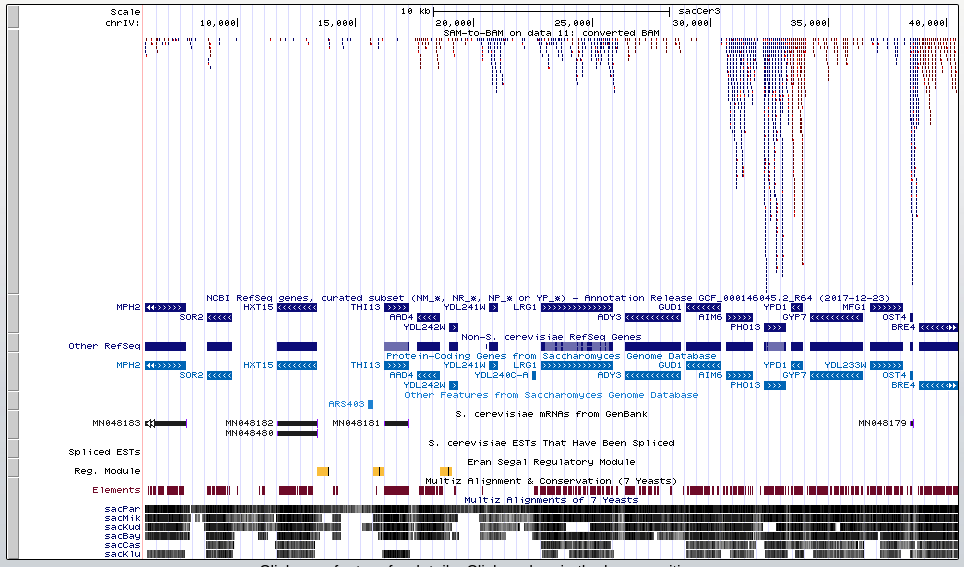 Scale 10 kb sacCer3
chrIV: 10,000 15,000 20,000 25,000 30,000 35,000 40,000
SAM-to-BAM on data 11: converted BAM
NCBI RefSeq genes, curated subset (NM_*, NR_*, NP_* or YP_*) – Annotation Release GCF_000146045.2_R64 (2017-12-23)
MPH2 HXT15 THI13 YDL241W LRG1 GUD1 YPD1 MFG1
SOR2 AAD4 ADY3 AIM6 GYP7 OST4
YDL242W PHO13 BRE4
Non-S. cerevisiae RefSeq Genes
Other RefSeq
Protein-Coding Genes from Saccharomyces Genome Database
MPH2 HXT15 THI13 YDL241W LRG1 GUD1 YPD1 YDL233W
SOR2 AAD4 YDL240C-A ADY3 AIM6 GYP7 OST4
YDL242W PHO13 BRE4
Other Features from Saccharomyces Genome Database
ARS403
S. cerevisiae mRNAs from GenBank
MN048183 MN048182 MN048181 MN048179
MN048480
S. cerevisiae ESTs That Have Been Spliced
Spliced ESTs
Eran Segal Regulatory Module
Reg. Module
Multiz Alignment & Conservation (7 Yeasts)
Elements
Multiz Alignments of 7 Yeasts
sacPar
sacMik
sacKud
sacBay
sacCas
sacKlu